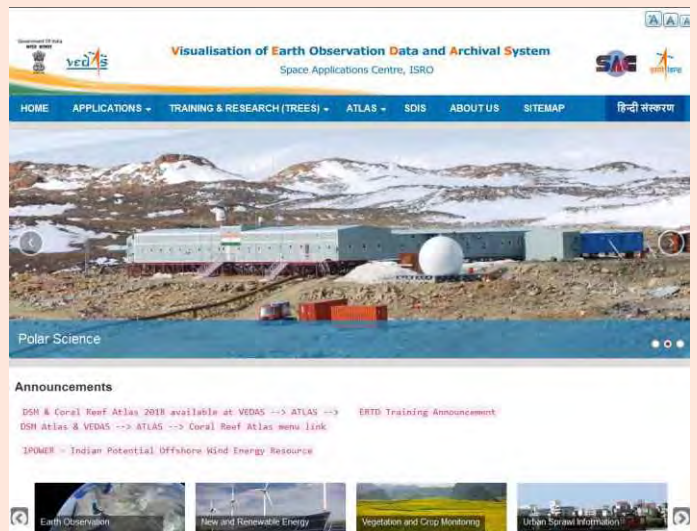 A A A
Government Of India
vedas
Visualisation of Earth Observation Data and Archival System
Space Applications Centre, ISRO
SAC
isro
HOME APPLICATIONS TRAINING & RESEARCH (TREES) ATLAS SDIS ABOUT US SITEMAP हिन्दी संस्करण
Polar Science
Announcements
DSM & Coral Reef Atlas 2018 available at VEDAS --> ATLAS --> ERTD Training Announcement
DSM Atlas & VEDAS --> ATLAS --> Coral Reef Atlas menu link
IPOWER - Indian Potential Offshore Wind Energy Resource
Earth Observation New and Renewable Energy Vegetation and Crop Monitoring Urban Sprawl Information